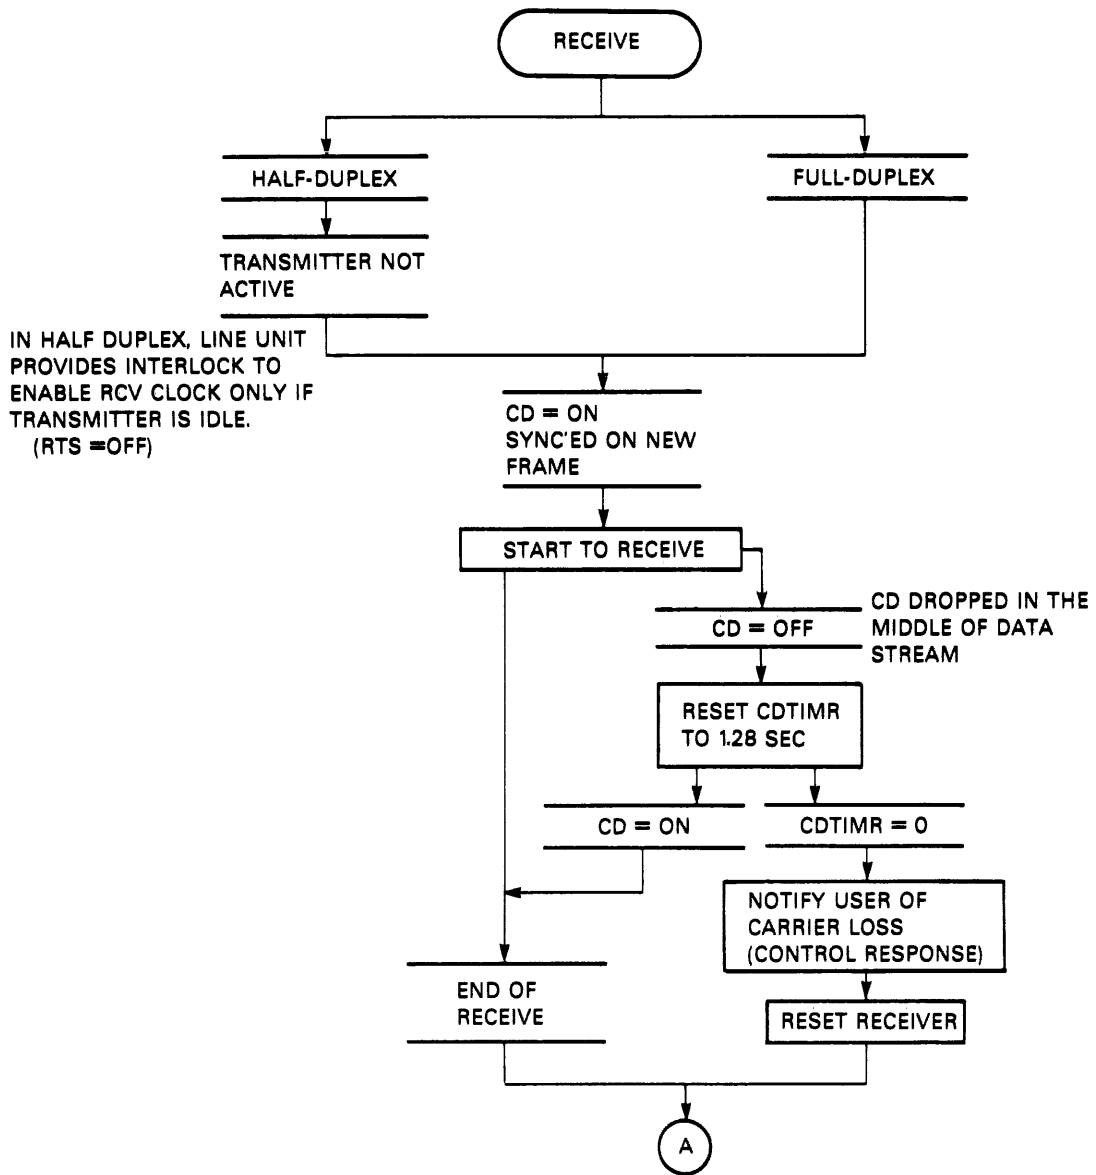 RECEIVE
HALF-DUPLEX
FULL-DUPLEX
TRANSMITTER NOT
ACTIVE
IN HALF DUPLEX, LINE UNIT
PROVIDES INTERLOCK TO
ENABLE RCV CLOCK ONLY IF
TRANSMITTER IS IDLE.
(RTS =OFF)
CD = ON
SYNC'ED ON NEW
FRAME
START TO RECEIVE
CD = OFF
CD DROPPED IN THE
MIDDLE OF DATA
STREAM
RESET CDTIMR
TO 1.28 SEC
CD = ON
CDTIMR = 0
NOTIFY USER OF
CARRIER LOSS
(CONTROL RESPONSE)
END OF
RECEIVE
RESET RECEIVER
A